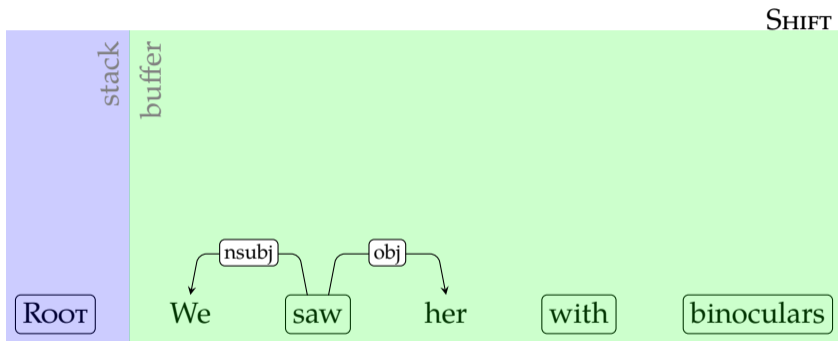 SHIFT
stack
buffer
nsubj obj
ROOT We saw her with binoculars